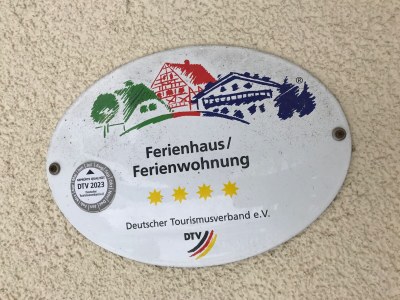 ®
Ferienhaus/
Ferienwohnung
DTV 2023
Deutscher Tourismusverband e.V.
DTV